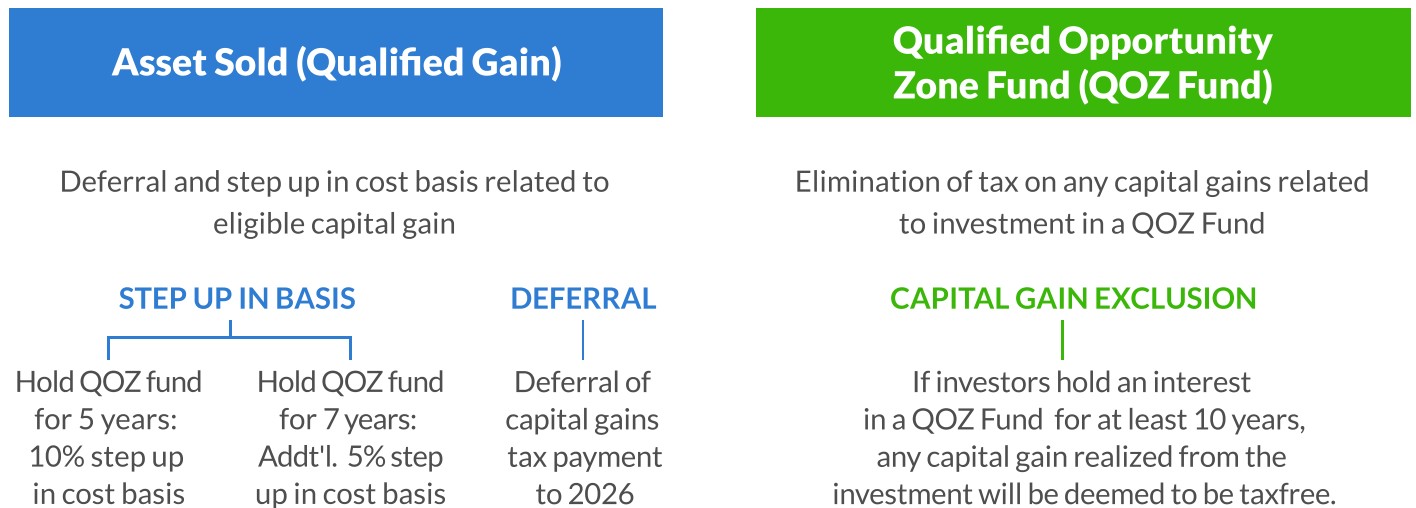 Asset Sold (Qualified Gain)
Deferral and step up in cost basis related to
eligible capital gain
STEP UP IN BASIS
Hold QOZ fund
for 5 years:
10% step up
in cost basis
Hold QOZ fund
for 7 years:
Addt'l. 5% step
up in cost basis
DEFERRAL
Deferral of
capital gains
tax payment
to 2026
Qualified Opportunity
Zone Fund (QOZ Fund)
Elimination of tax on any capital gains related
to investment in a QOZ Fund
CAPITAL GAIN EXCLUSION
If investors hold an interest
in a QOZ Fund for at least 10 years,
any capital gain realized from the
investment will be deemed to be taxfree.